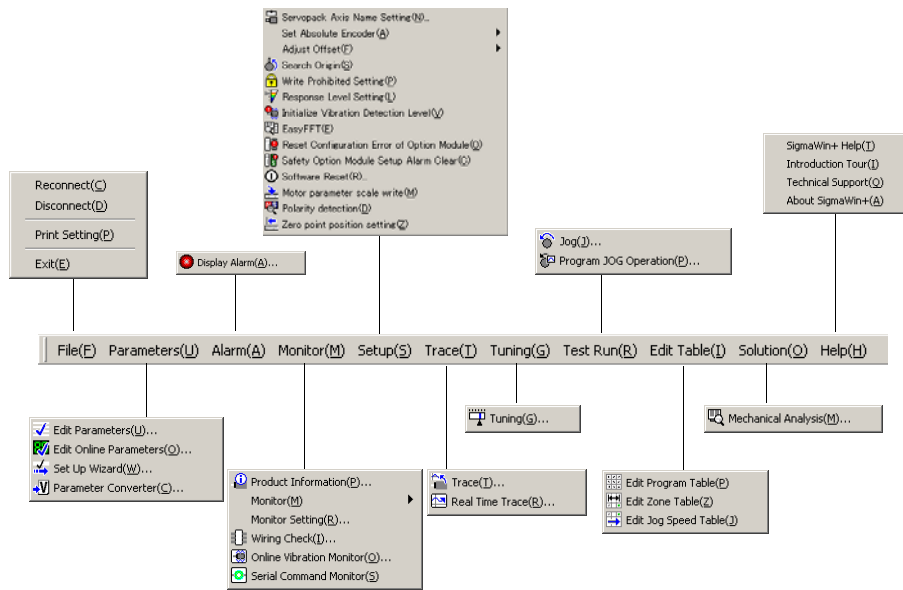 Servopack Axis Name Setting(N)...
Set Absolute Encoder(A)
Adjust Offset(F)
Search Origin(S)
Write Prohibited Setting(P)
Response Level Setting(L)
Initialize Vibration Detection Level(V)
EasyFFT(E)
Reset Configuration Error of Option Module(O)
Safety Option Module Setup Alarm Clear(C)
Software Reset(R)...
Motor parameter scale write(M)
Polarity detection(D)
Zero point position setting(Z)
SigmaWin+ Help(T)
Introduction Tour(I)
Technical Support(O)
About SigmaWin+(A)
Reconnect(C)
Disconnect(D)
Print Setting(P)
Exit(E)
Display Alarm(A)...
Jog(J)...
Program JOG Operation(P)...
File(F) Parameters(U) Alarm(A) Monitor(M) Setup(S) Trace(T) Tuning(G) Test Run(R) Edit Table(I) Solution(O) Help(H)
Edit Parameters(U)...
Edit Online Parameters(O)...
Set Up Wizard(W)...
Parameter Converter(C)...
Product Information(P)...
Monitor(M)
Monitor Setting(R)...
Wiring Check(I)...
Online Vibration Monitor(O)...
Serial Command Monitor(S)
Trace(T)...
Real Time Trace(R)...
Tuning(G)...
Edit Program Table(P)
Edit Zone Table(Z)
Edit Jog Speed Table(J)
Mechanical Analysis(M)...